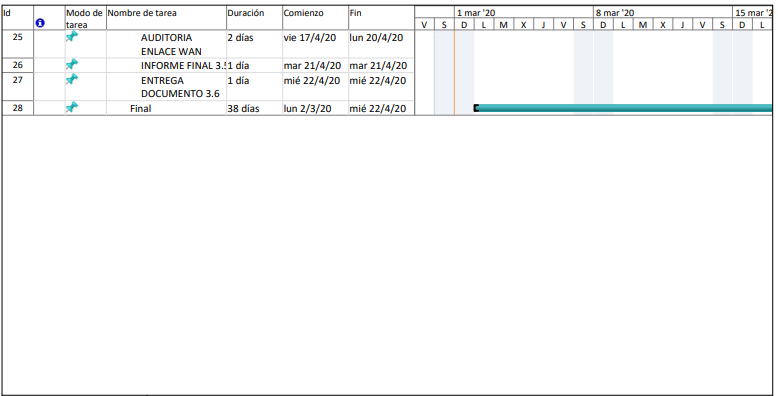 Id Modo de tarea Nombre de tarea Duración Comienzo Fin 1 mar '20 8 mar '20 15 mar '2
V S D L M X J V S D L M X J V S D L
25 AUDITORIA ENLACE WAN 2 días vie 17/4/20 lun 20/4/20
26 INFORME FINAL 3.5 1 día mar 21/4/20 mar 21/4/20
27 ENTREGA DOCUMENTO 3.6 1 día mié 22/4/20 mié 22/4/20
28 Final 38 días lun 2/3/20 mié 22/4/20